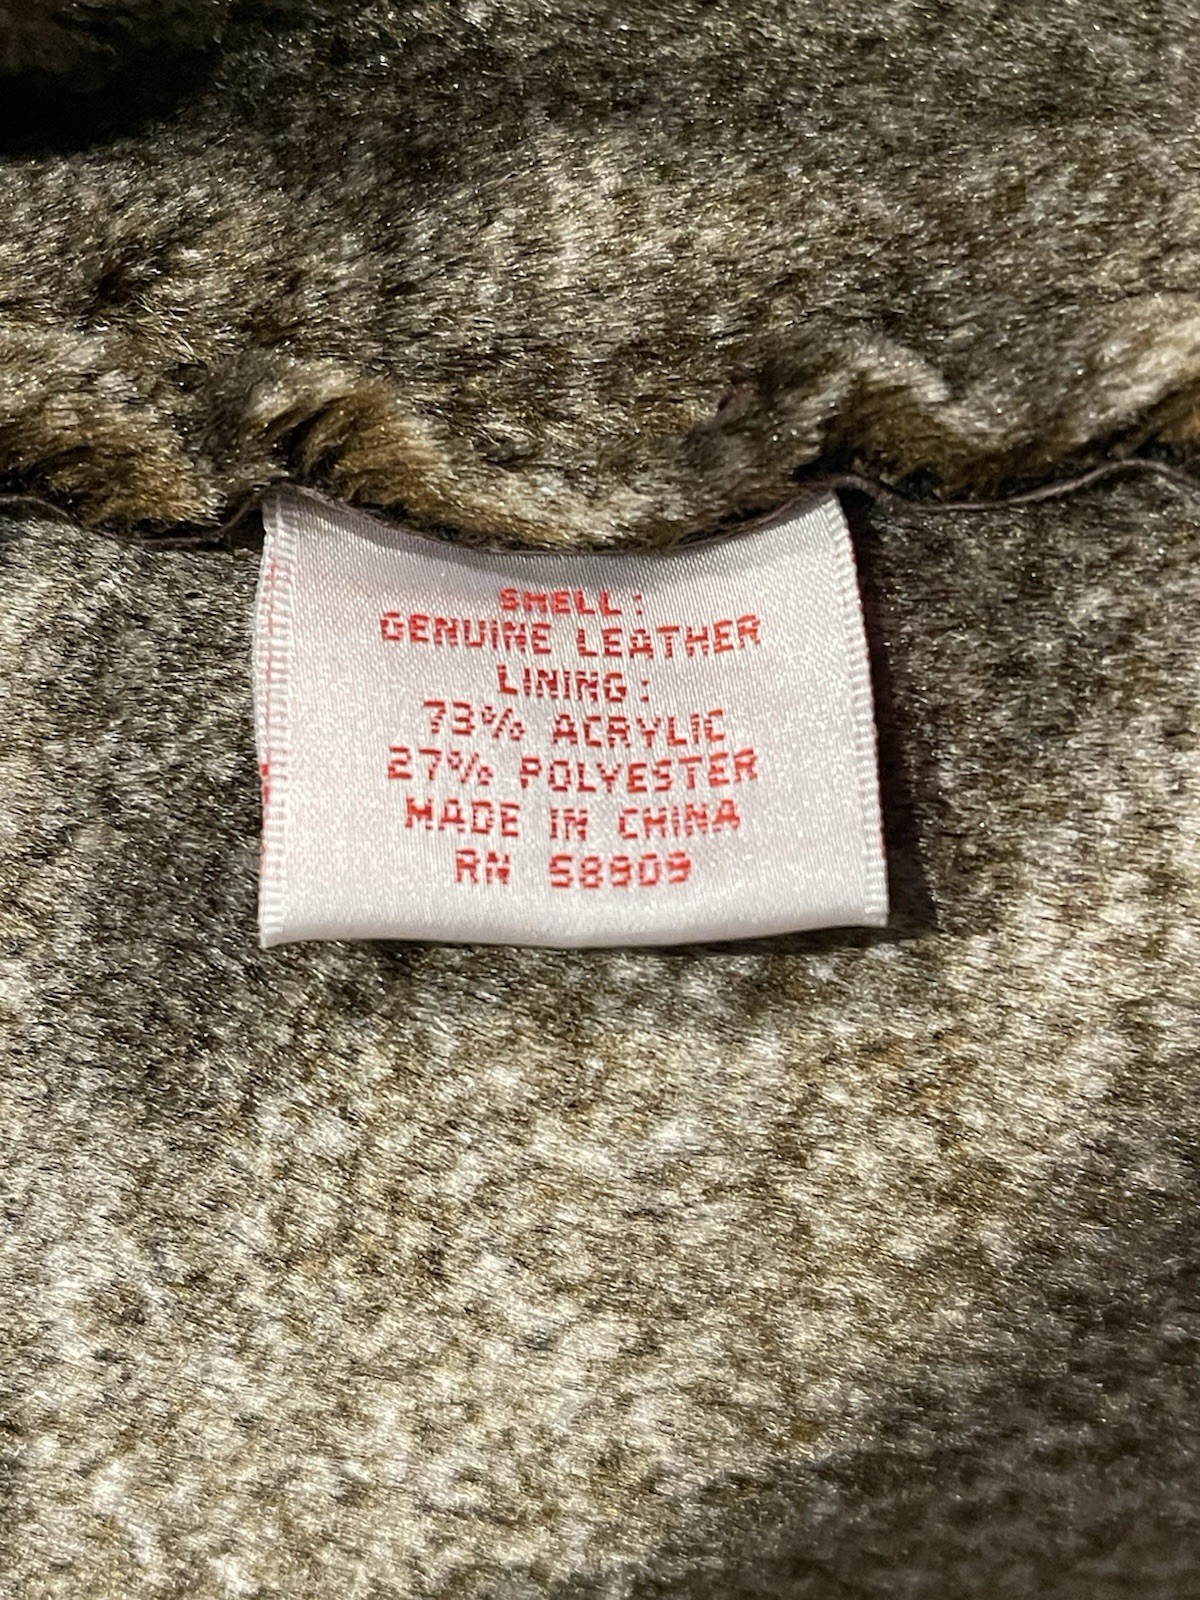 SHELL:
GENUINE LEATHER
LINING:
73% ACRYLIC
27% POLYESTER
MADE IN CHINA
RN 58909